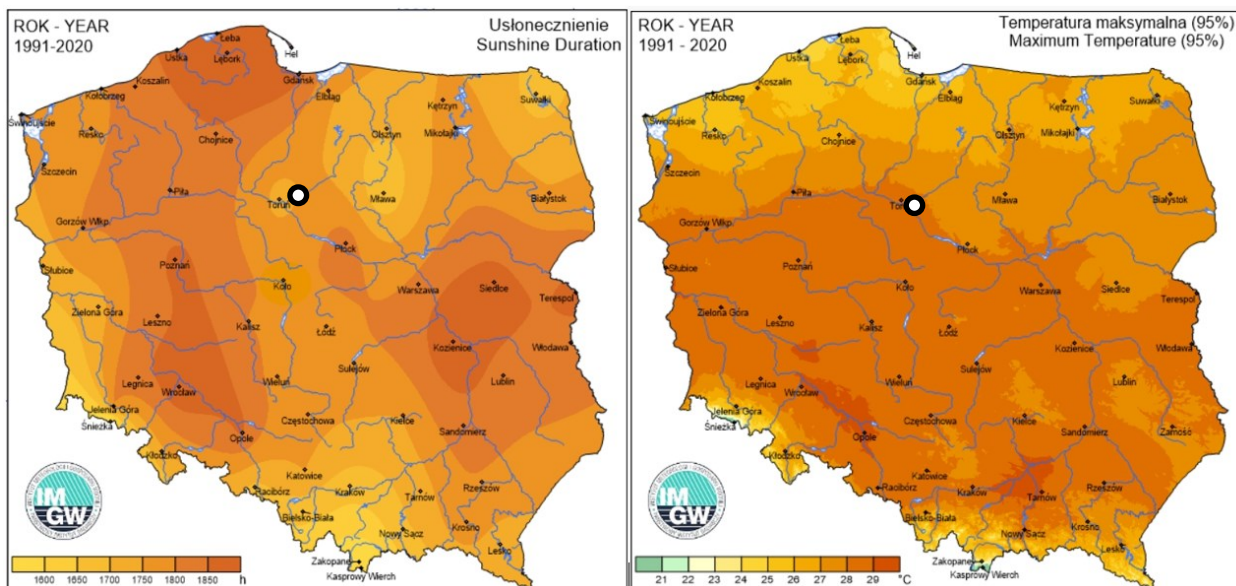 ROK - YEAR
1991-2020
Usłonecznienie
Sunshine Duration
Łeba
Hel
Ustka
Lębork
Gdańsk
Koszalin
Elbląg
Kołobrzeg
Kętrzyn
Suwałki
Świnoujście
Resko
Chojnice
Olsztyn
Mikołajki
Szczecin
Piła
Toruń
Mława
Białystok
Gorzów Wlkp.
Płock
Słubice
Poznań
Koło
Warszawa
Siedlce
Terespol
Zielona Góra
Leszno
Kalisz
Łódź
Kozienice
Włodawa
Sulejów
Legnica
Wrocław
Wieluń
Lublin
Jelenia Góra
Śnieżka
Częstochowa
Kielce
Opole
Sandomierz
Kłodzko
Katowice
Racibórz
Kraków
Tarnów
Rzeszów
Bielsko-Biała
Nowy Sącz
Krosno
Lesko
Zakopane
Kasprowy Wierch
IM
GW
1600 1700 1750 1800 1850 h
ROK - YEAR
1991 - 2020
Temperatura maksymalna (95%)
Maximum Temperature (95%)
Łeba
Hel
Ustka
Lębork
Gdańsk
Koszalin
Elbląg
Kołobrzeg
Kętrzyn
Suwałki
Świnoujście
Resko
Chojnice
Olsztyn
Mikołajki
Szczecin
Piła
Mława
Białystok
Gorzów Wlkp.
Płock
Słubice
Poznań
Koło
Warszawa
Siedlce
Terespol
Zielona Góra
Leszno
Kalisz
Łódź
Kozienice
Włodawa
Sulejów
Legnica
Wrocław
Wieluń
Lublin
Jelenia Góra
Śnieżka
Częstochowa
Kielce
Opole
Sandomierz
Zamość
Kłodzko
Katowice
Racibórz
Kraków
Tarnów
Rzeszów
Bielsko-Biała
Nowy Sącz
Krosno
Lesko
Zakopane
Kasprowy Wierch
IM
GW
21 22 23 24 25 26 27 28 29 °C